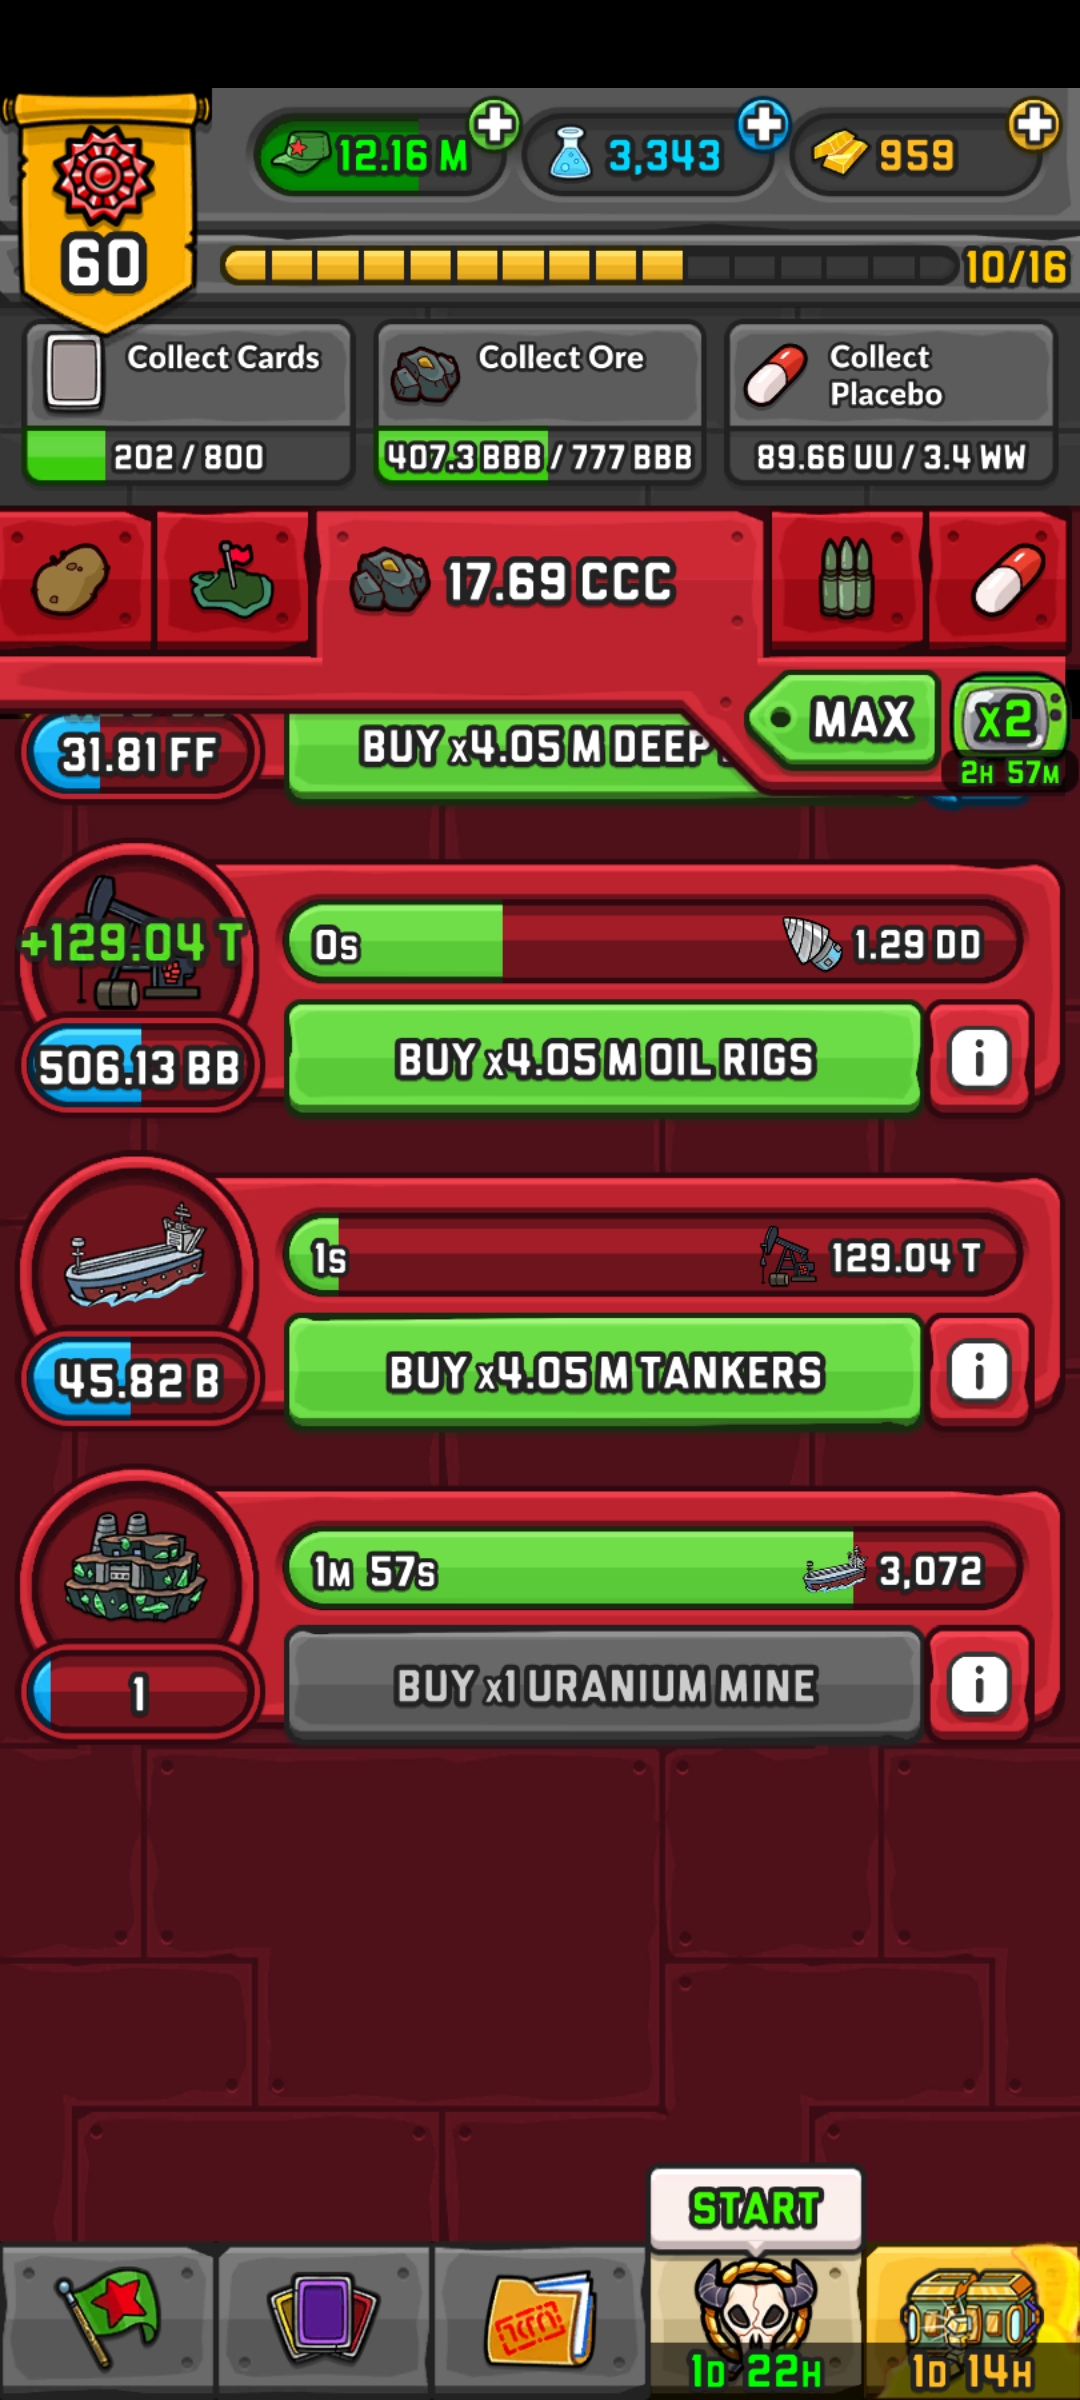 12.16 M
3,343
959
60
10/16
Collect Cards
202 / 800
Collect Ore
407.3 BBB / 777 BBB
Collect
Placebo
89.66 UU / 3.4 WW
17.69 CCC
MAX
x2
2H 57M
31.81 FF
BUY x4.05 M DEEP
+129.04 T
0s
1.29 DD
506.13 BB
BUY x4.05 M OIL RIGS
i
1s
129.04 T
45.82 B
BUY x4.05 M TANKERS
i
1M 57s
3,072
1
BUY x1 URANIUM MINE
i
START
1D 22H
1D 14H